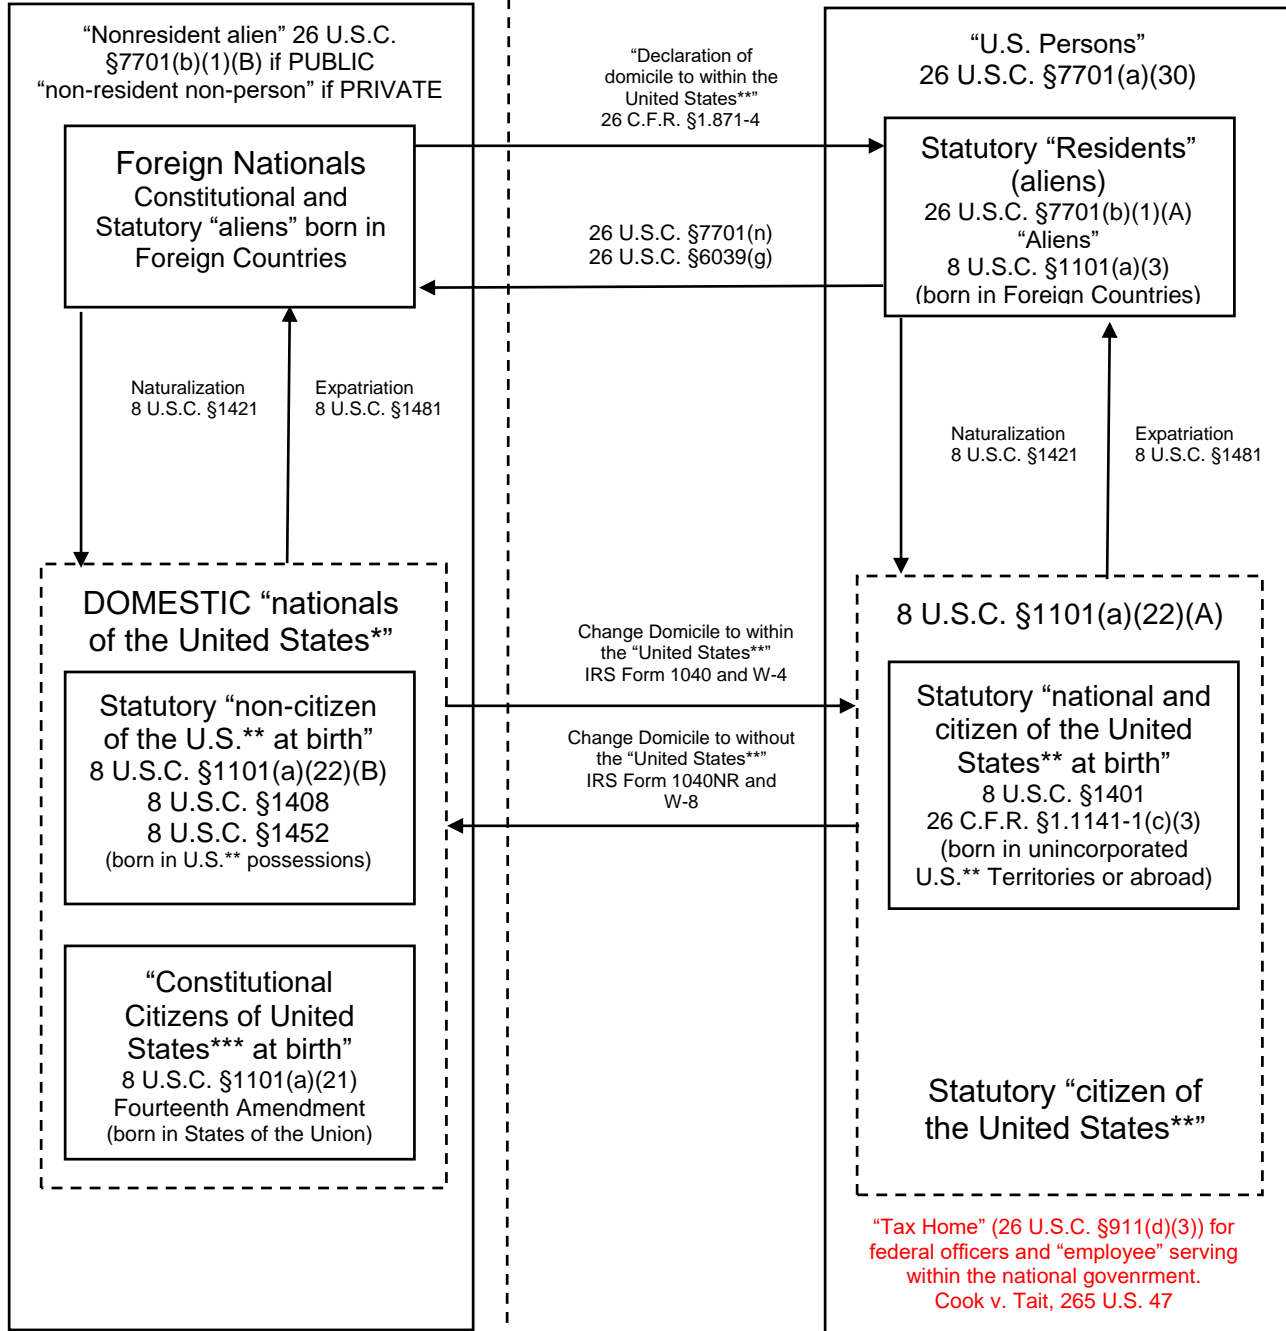 “Nonresident alien” 26 U.S.C.
§7701(b)(1)(B) if PUBLIC
“non-resident non-person” if PRIVATE
Foreign Nationals
Constitutional and
Statutory “aliens” born in
Foreign Countries
Naturalization
8 U.S.C. §1421
Expatriation
8 U.S.C. §1481
DOMESTIC “nationals
of the United States*”
Statutory “non-citizen
of the U.S.** at birth”
8 U.S.C. §1101(a)(22)(B)
8 U.S.C. §1408
8 U.S.C. §1452
(born in U.S.** possessions)
“Constitutional
Citizens of United
States*** at birth”
8 U.S.C. §1101(a)(21)
Fourteenth Amendment
(born in States of the Union)
“Declaration of
domicile to within the
United States**”
26 C.F.R. §1.871-4
26 U.S.C. §7701(n)
26 U.S.C. §6039(g)
Change Domicile to within
the “United States**”
IRS Form 1040 and W-4
Change Domicile to without
the “United States**”
IRS Form 1040NR and
W-8
“U.S. Persons”
26 U.S.C. §7701(a)(30)
Statutory “Residents”
(aliens)
26 U.S.C. §7701(b)(1)(A)
“Aliens”
8 U.S.C. §1101(a)(3)
(born in Foreign Countries)
Naturalization
8 U.S.C. §1421
Expatriation
8 U.S.C. §1481
8 U.S.C. §1101(a)(22)(A)
Statutory “national and
citizen of the United
States** at birth”
8 U.S.C. §1401
26 C.F.R. §1.1141-1(c)(3)
(born in unincorporated
U.S.** Territories or abroad)
Statutory “citizen of
the United States**”
“Tax Home” (26 U.S.C. §911(d)(3)) for
federal officers and “employee” serving
within the national govenrment.
Cook v. Tait, 265 U.S. 47